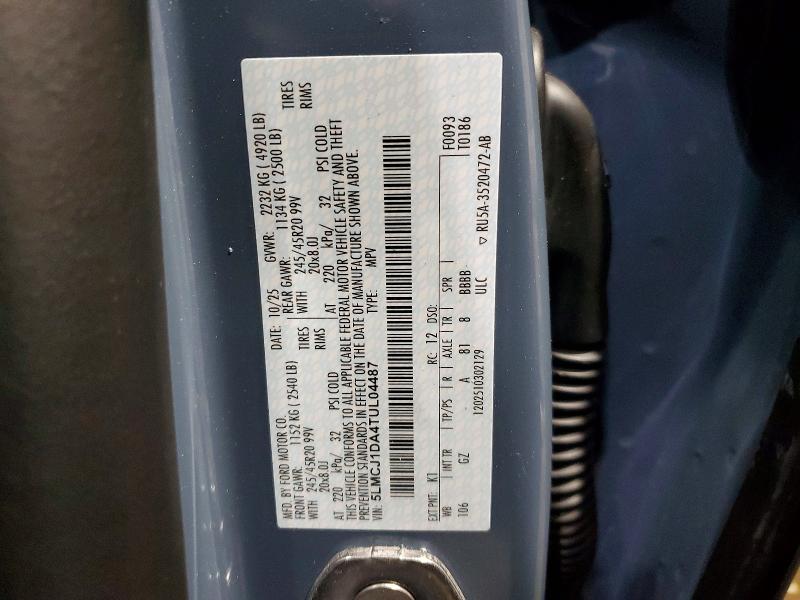 MFD. BY FORD MOTOR CO.
DATE: 10/25 GVWR: 2232 KG ( 4920 LB)
FRONT GAWR: 1152 KG ( 2540 LB) REAR GAWR: 1134 KG ( 2500 LB)
WITH 245/45R20 99V TIRES WITH 245/45R20 99V TIRES
20x8.0J RIMS 20x8.0J RIMS
AT 220 kPa/ 32 PSI COLD AT 220 kPa/ 32 PSI COLD
THIS VEHICLE CONFORMS TO ALL APPLICABLE FEDERAL MOTOR VEHICLE SAFETY AND THEFT
PREVENTION STANDARDS IN EFFECT ON THE DATE OF MANUFACTURE SHOWN ABOVE.
VIN: 5LMCJ1DA4TUL04487 TYPE: MPV
F0093
EXT PNT: K1 RC: 12 DSO: T0186
WB INT TR TP/PS R AXLE TR SPR
106 GZ A 81 8 BBBB
ULC
1202510302129 ▽ RU5A-3520472-AB